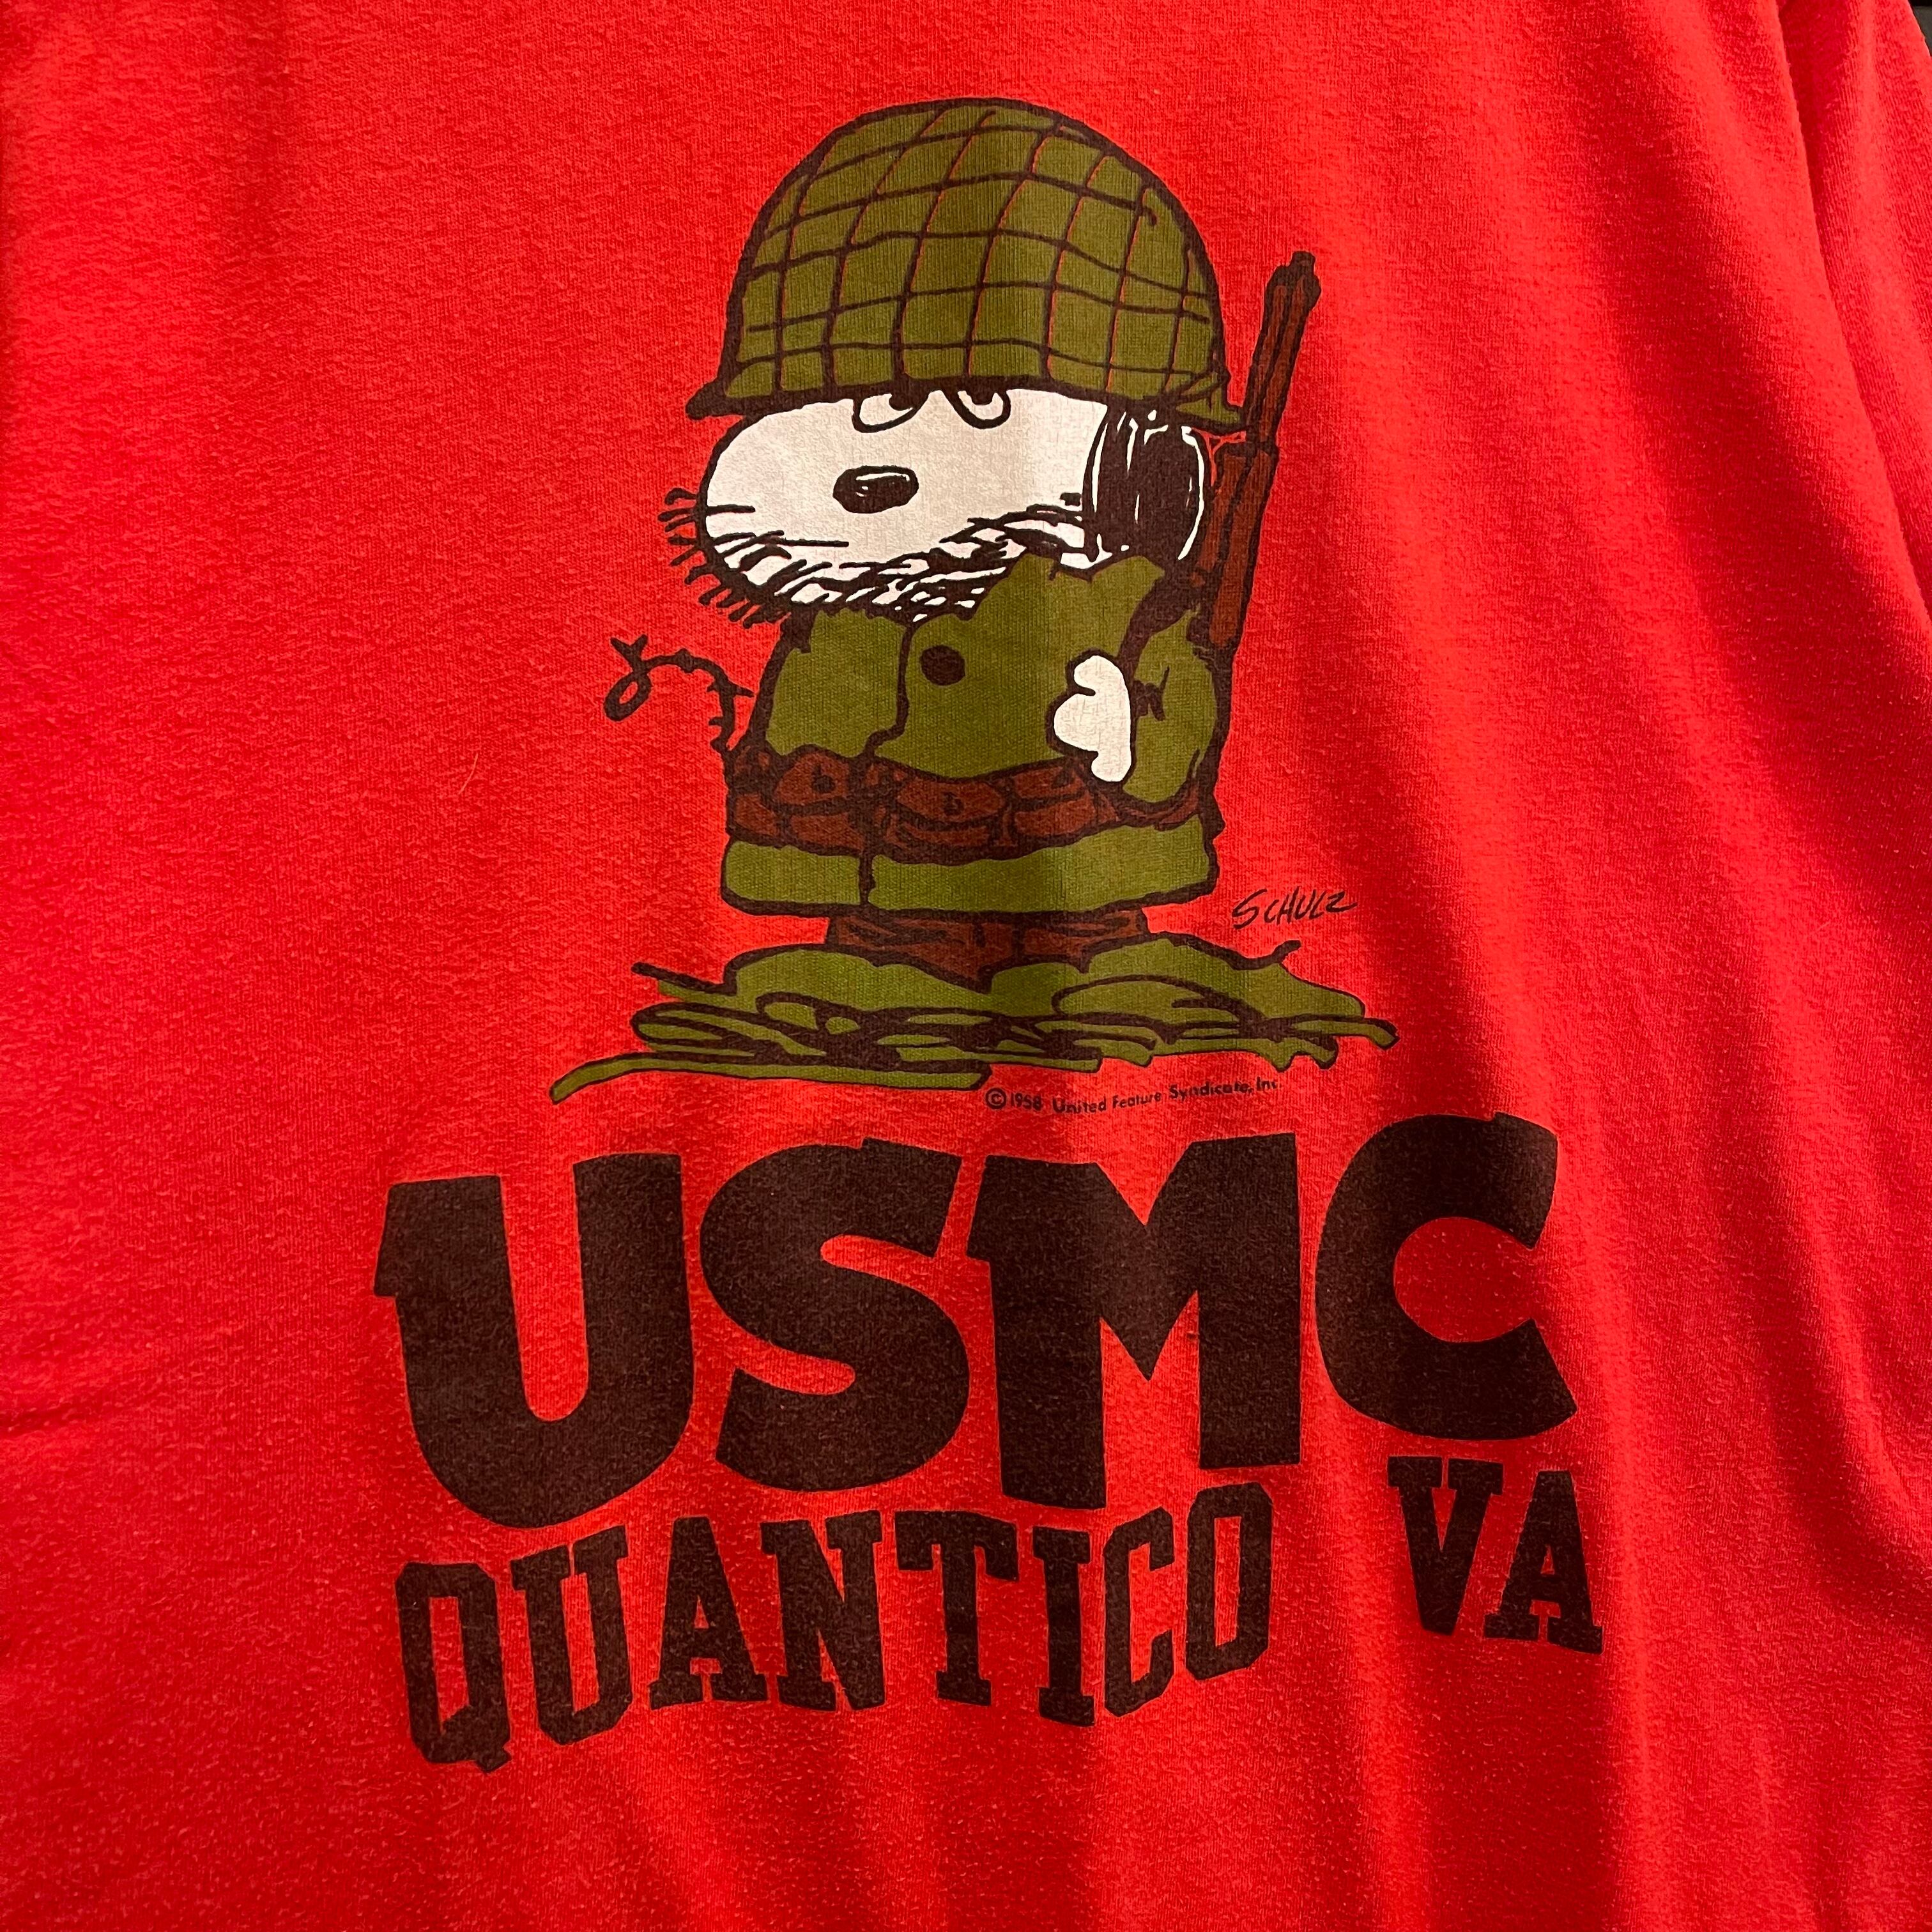 SCHULZ
©1958 United Feature Syndicate, Inc
USMC
QUANTICO VA